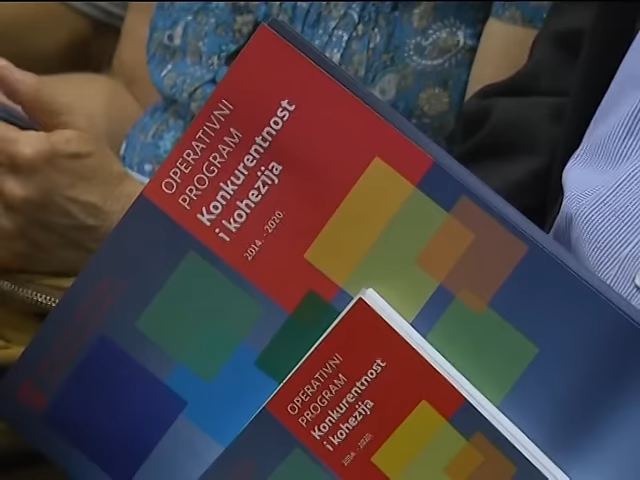 OPERATIVNI
PROGRAM
Konkurentnost
i kohezija
2014. - 2020.
OPERATIVNI
PROGRAM
Konkurentnost
i kohezija
2014. - 2020.